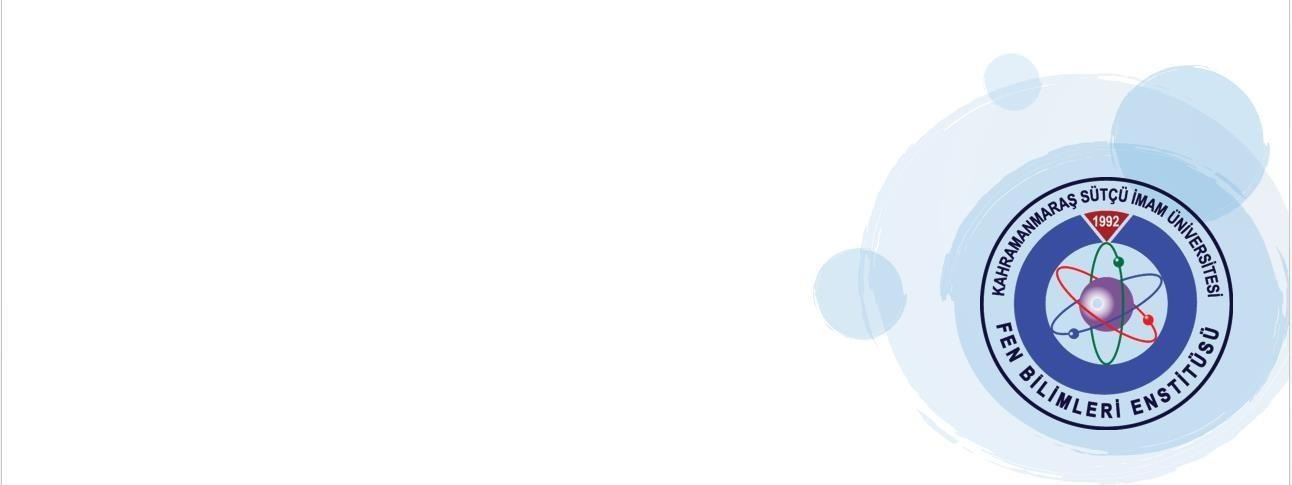 KAHRAMANMARAŞ SÜTÇÜ İMAM ÜNİVERSİTESİ
1992
FEN BİLİMLERİ ENSTİTÜSÜ